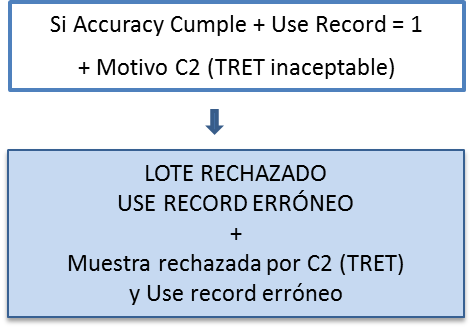 Si Accuracy Cumple + Use Record = 1
+ Motivo C2 (TRET inaceptable)
LOTE RECHAZADO
USE RECORD ERRÓNEO
+
Muestra rechazada por C2 (TRET)
y Use record erróneo